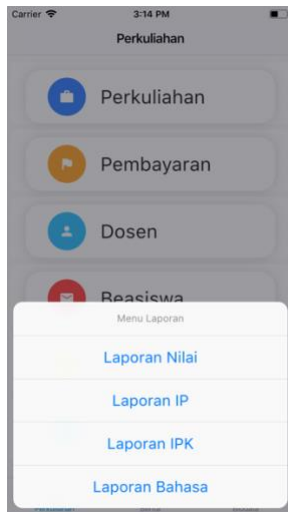 Carrier
3:14 PM
Perkuliahan
Perkuliahan
Pembayaran
Dosen
Beasiswa
Menu Laporan
Laporan Nilai
Laporan IP
Laporan IPK
Laporan Bahasa